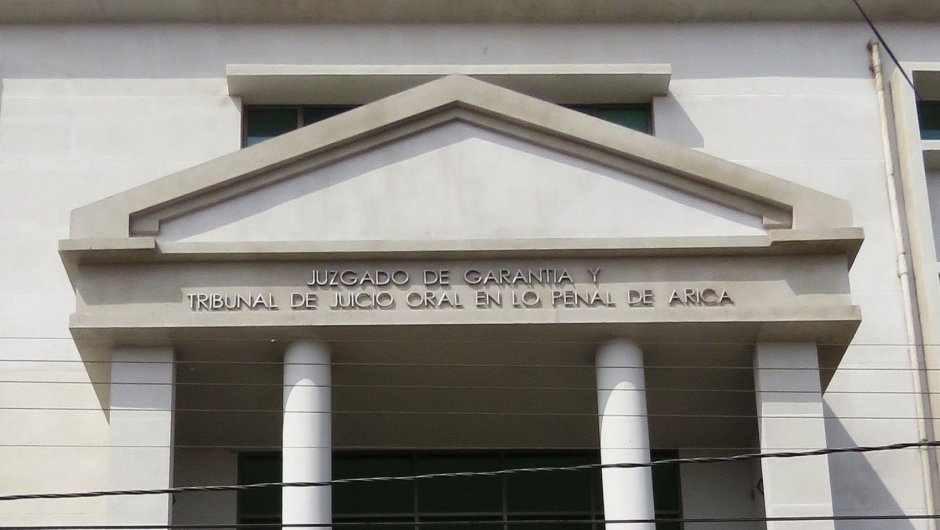 JUZGADO DE GARANTIA Y
TRIBUNAL DE JUICIO ORAL EN LO PENAL DE ARICA